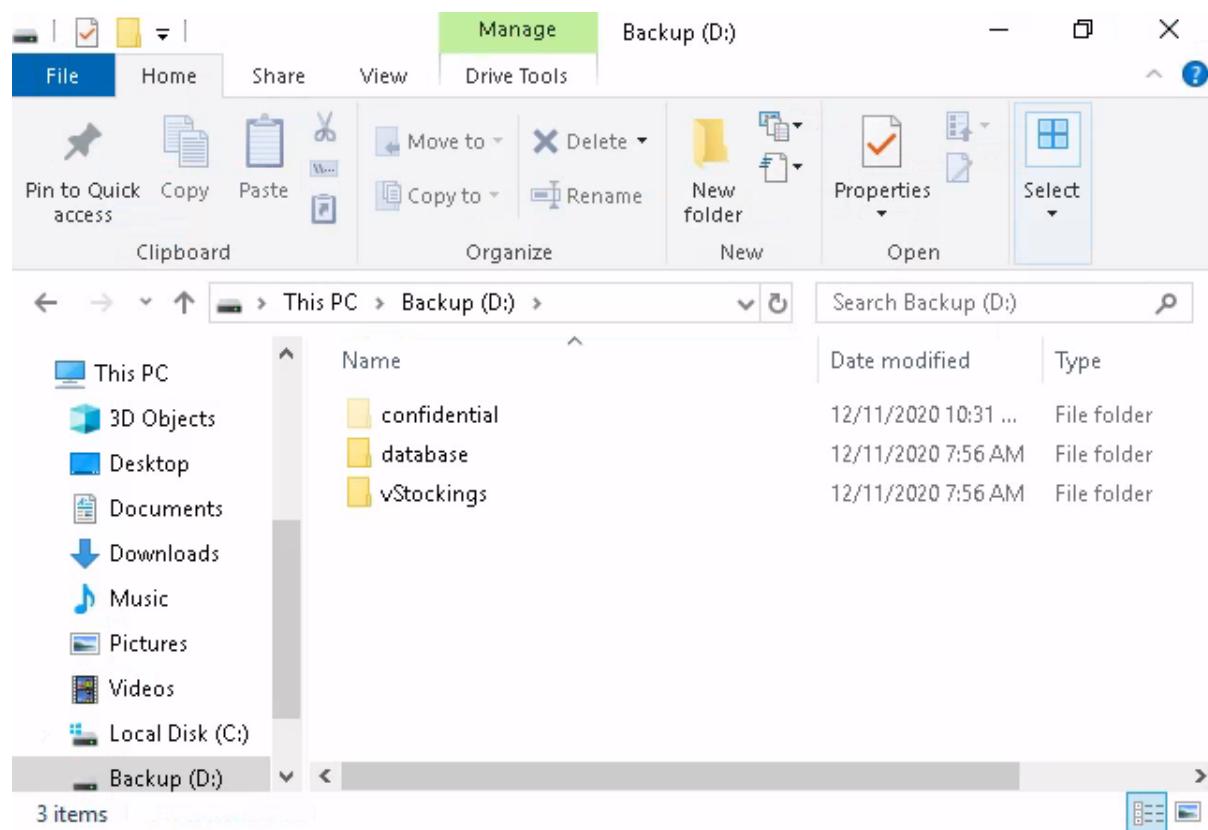 Manage Backup (D:)
File Home Share View Drive Tools
Pin to Quick access
Copy
Paste
Move to
Copy to
Delete
Rename
New folder
Properties
Select
Clipboard Organize New Open
This PC > Backup (D:) >
Search Backup (D:)
This PC
3D Objects
Desktop
Documents
Downloads
Music
Pictures
Videos
Local Disk (C:)
Backup (D:)
Name Date modified Type
confidential 12/11/2020 10:31 ... File folder
database 12/11/2020 7:56 AM File folder
vStockings 12/11/2020 7:56 AM File folder
3 items